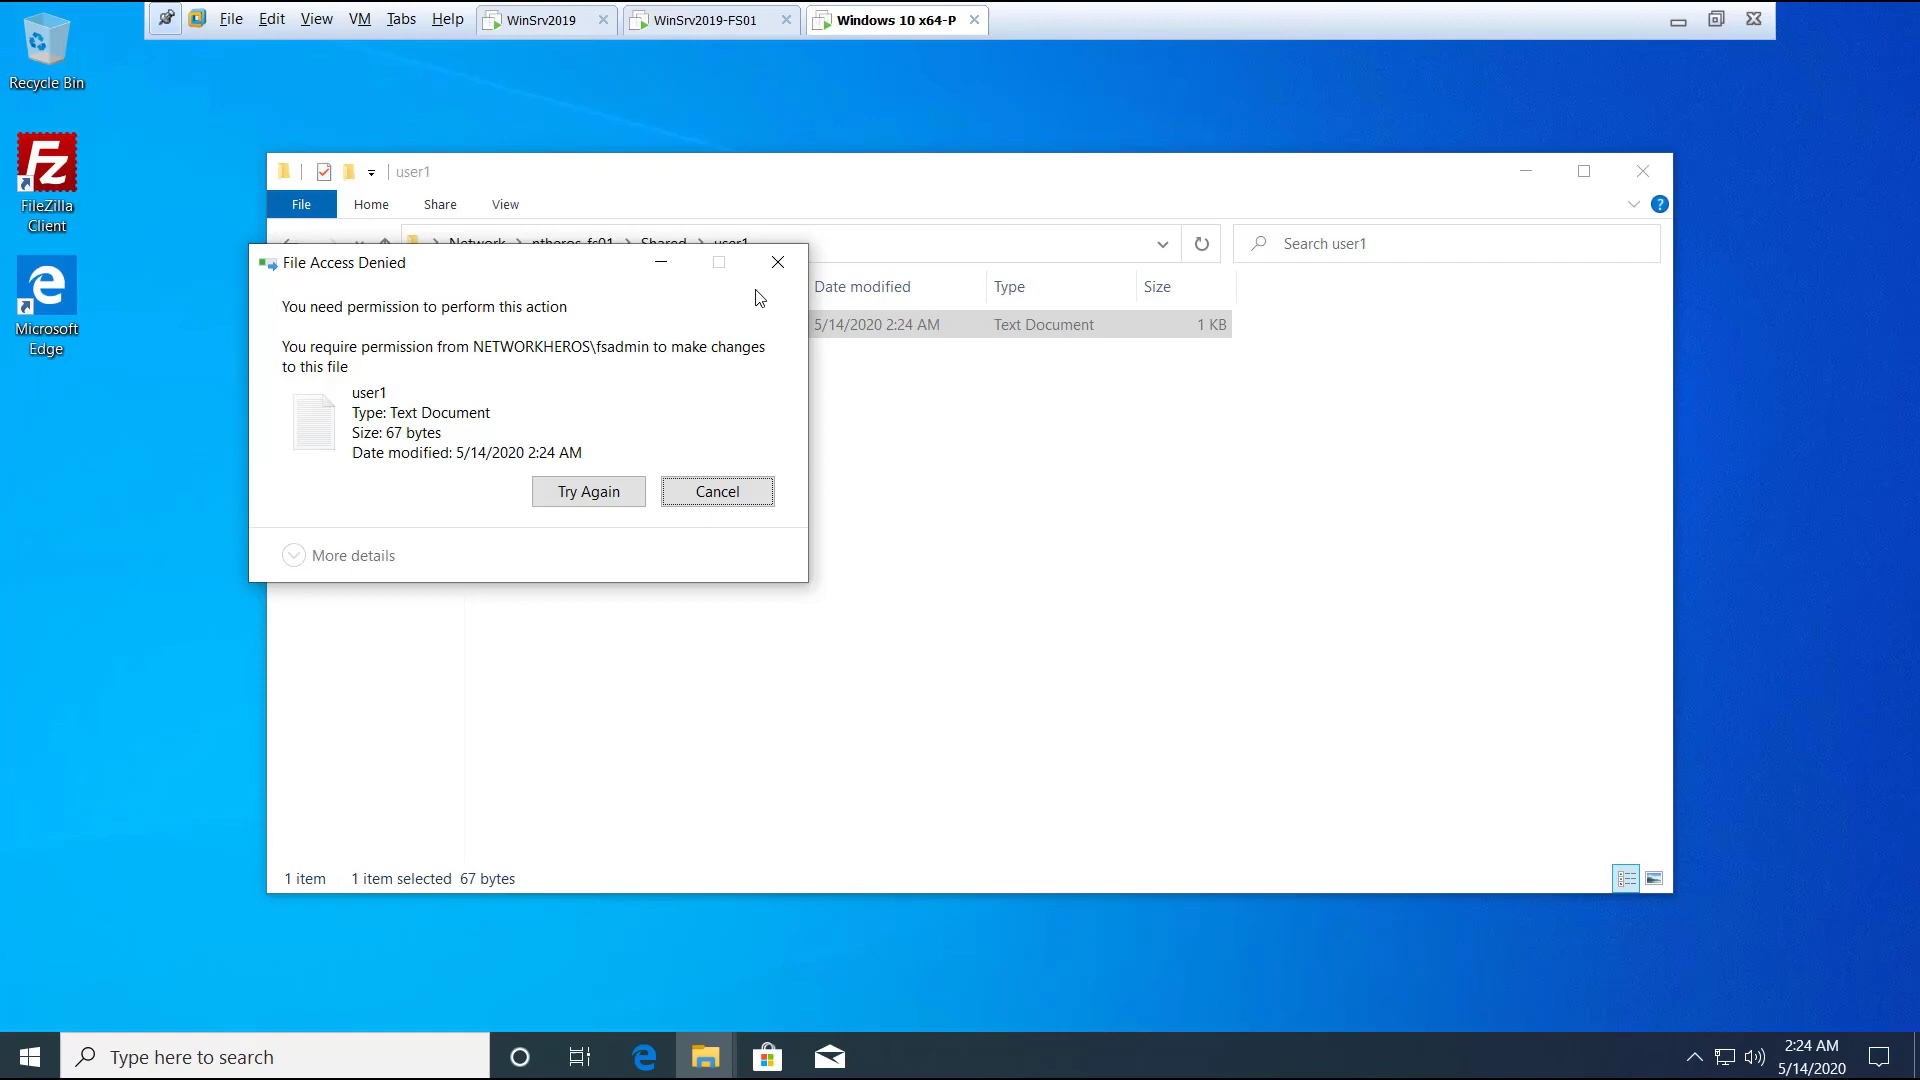 File Edit View VM Tabs Help WinSrv2019 WinSrv2019-FS01 Windows 10 x64-P
Recycle Bin
FileZilla
Client
Microsoft
Edge
user1
File Home Share View
Network ntheros-fs01 Shared user1
Search user1
Date modified Type Size
5/14/2020 2:24 AM Text Document 1 KB
File Access Denied
You need permission to perform this action
You require permission from NETWORKHEROS\fsadmin to make changes
to this file
user1
Type: Text Document
Size: 67 bytes
Date modified: 5/14/2020 2:24 AM
Try Again Cancel
More details
1 item 1 item selected 67 bytes
Type here to search
2:24 AM
5/14/2020